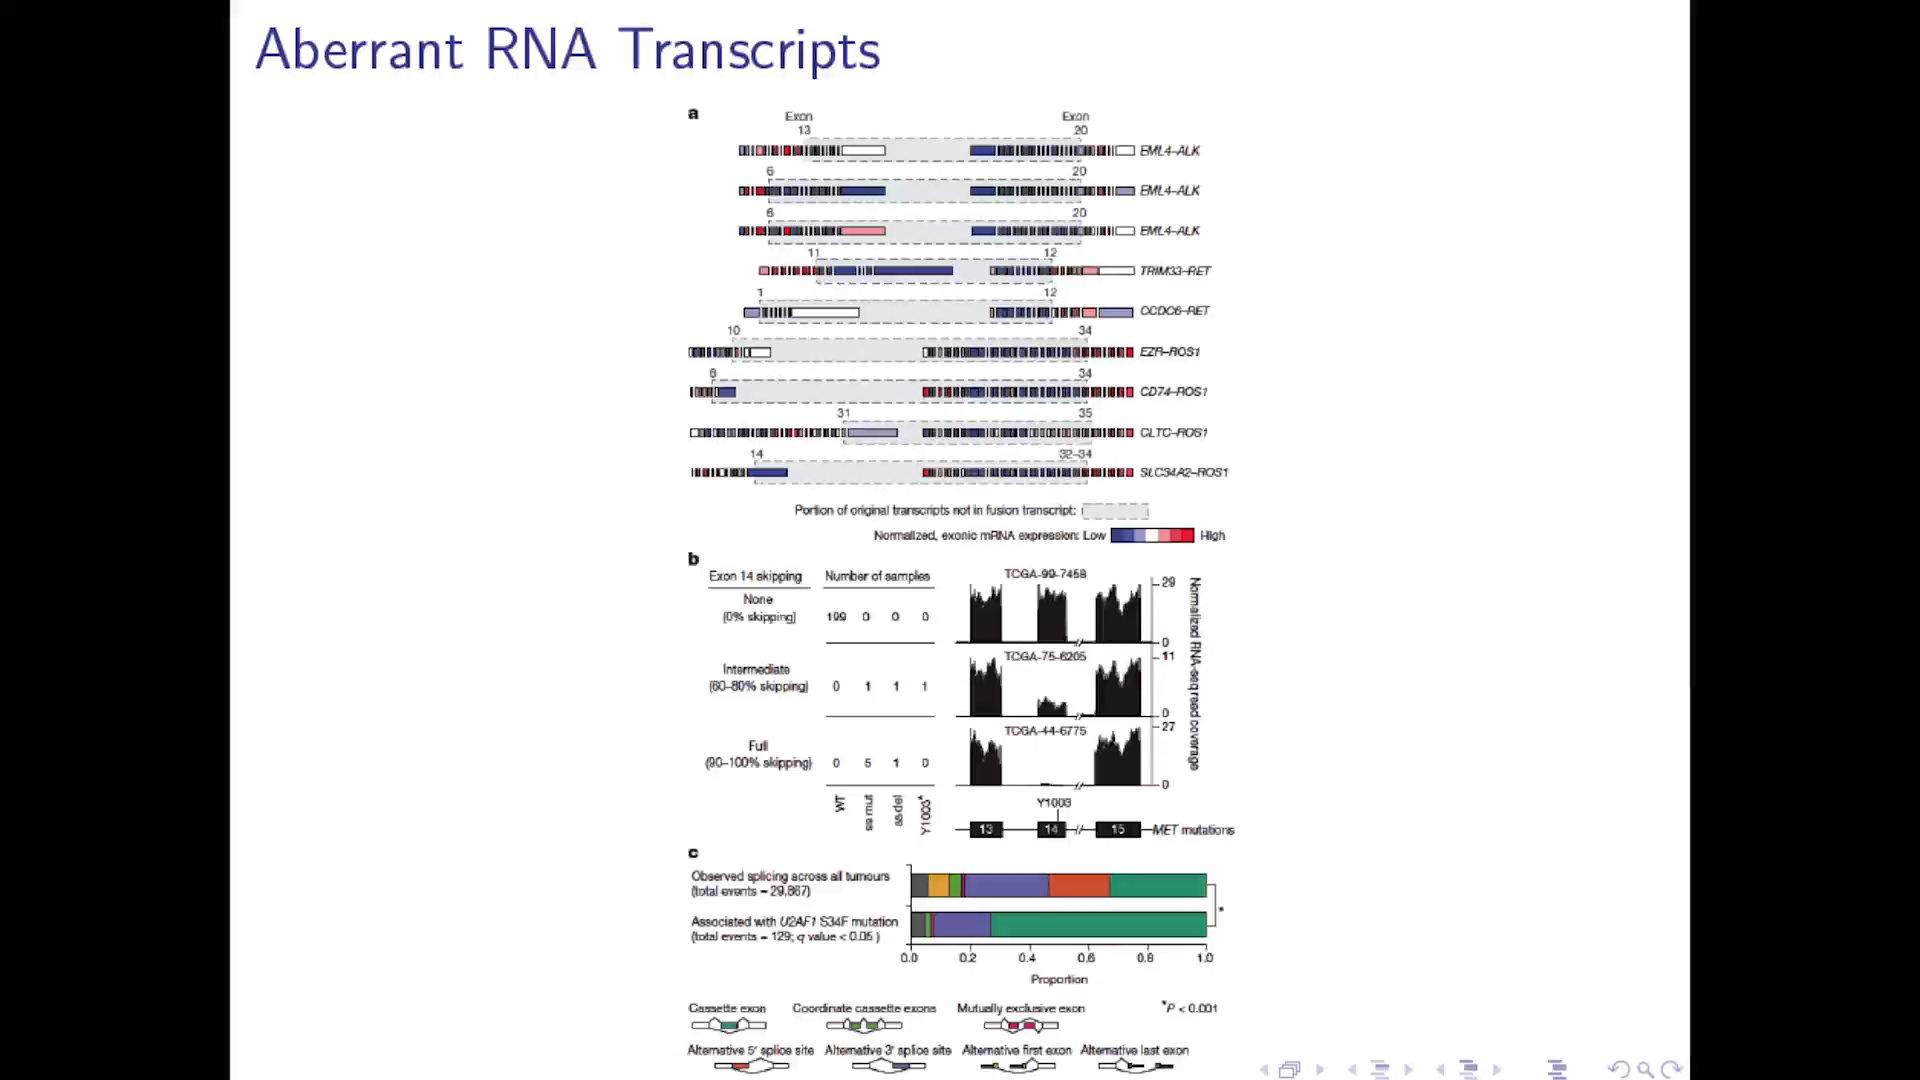 Aberrant RNA Transcripts
a
Exon Exon
13 20
EML4–ALK
6 20
EML4–ALK
6 20
EML4–ALK
11 12
TRIM33–RET
1 12
CCDC6–RET
10 34
EZR–ROS1
6 34
CD74–ROS1
31 35
CLTC–ROS1
14 32–34
SLC34A2–ROS1
Portion of original transcripts not in fusion transcript:
Normalized, exonic mRNA expression: Low High
b
Exon 14 skipping Number of samples TCGA-99-7458 29
None
(0% skipping) 199 0 0 0
0
TCGA-75-6205 11
Intermediate
(60–80% skipping) 0 1 1 1
0
TCGA-44-6775 27
Full
(90–100% skipping) 0 5 1 0
0
Normalized RNA-seq read coverage
WT ss mut ss del Y1003*
Y1003
13 14 15 MET mutations
c
Observed splicing across all tumours
(total events = 29,867)
Associated with U2AF1 S34F mutation
(total events = 129; q value < 0.05 )
*
0.0 0.2 0.4 0.6 0.8 1.0
Proportion
Cassette exon Coordinate cassette exons Mutually exclusive exon *P < 0.001
Alternative 5′ splice site Alternative 3′ splice site Alternative first exon Alternative last exon